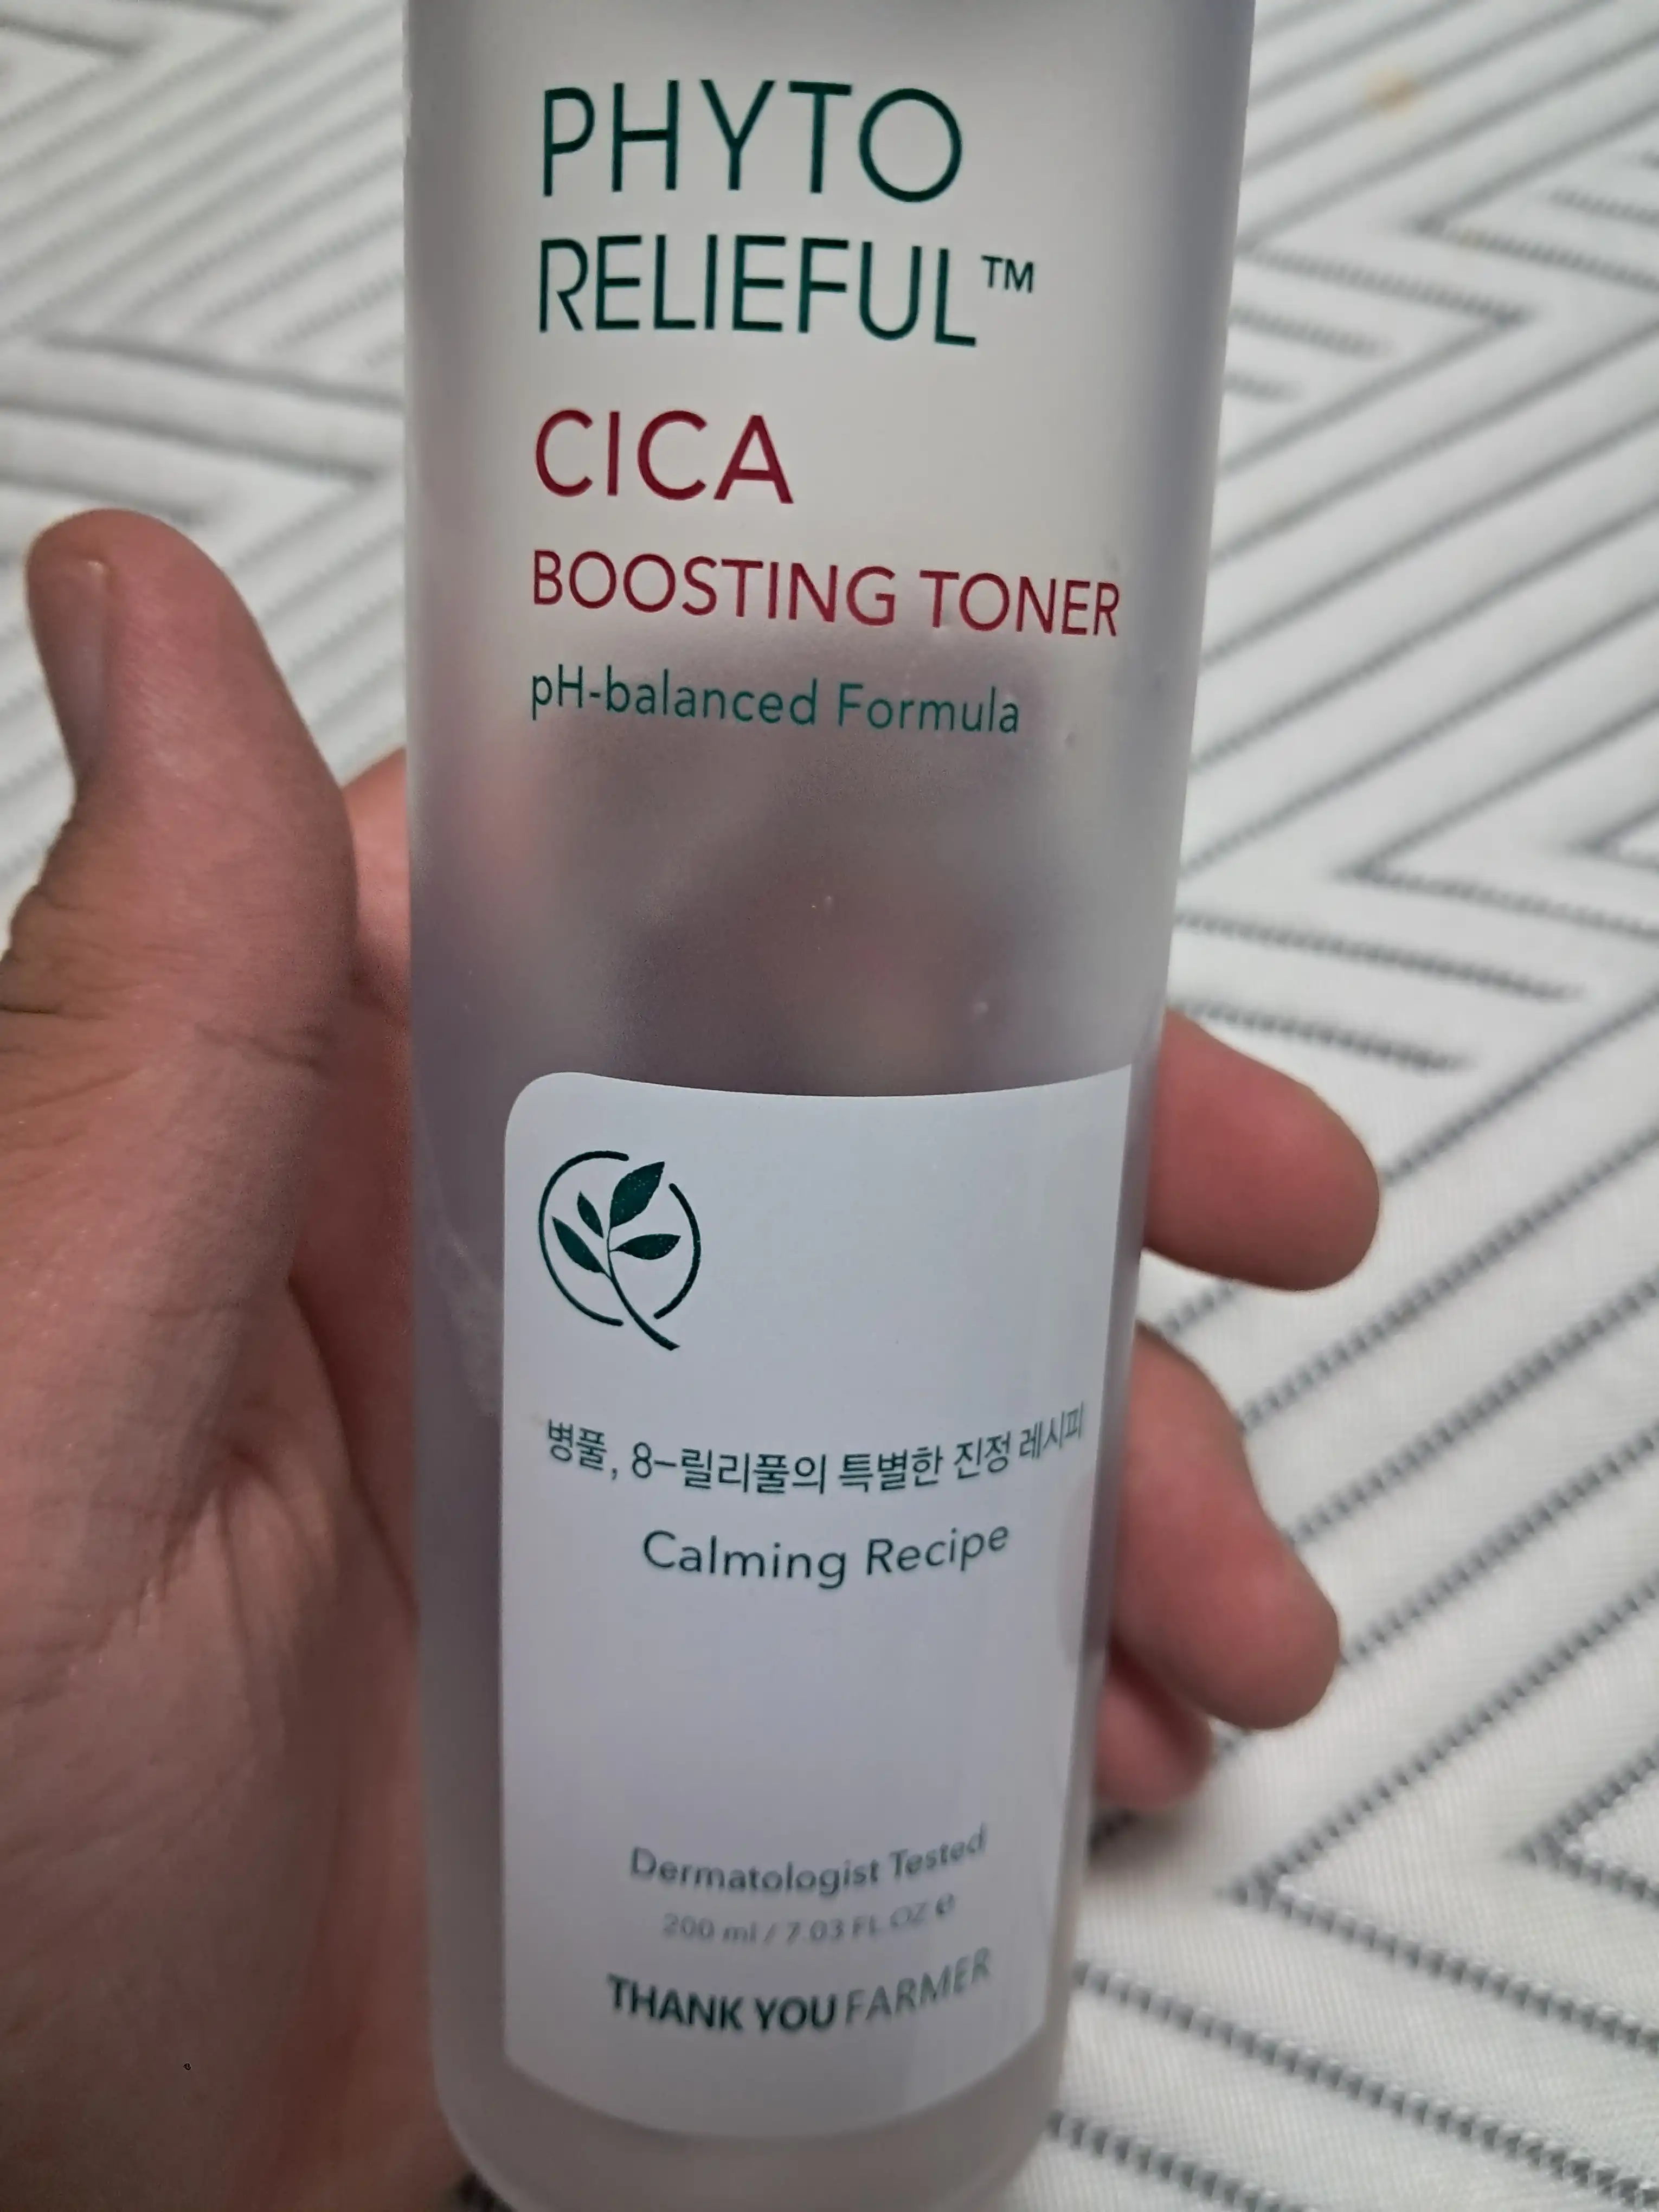 PHYTO
RELIEFUL™
CICA
BOOSTING TONER
pH-balanced Formula
병풀, 8-릴리풀의 특별한 진정 레시피
Calming Recipe
Dermatologist Tested
200 ml / 7.03 FL.OZ ℮
THANK YOU FARMER